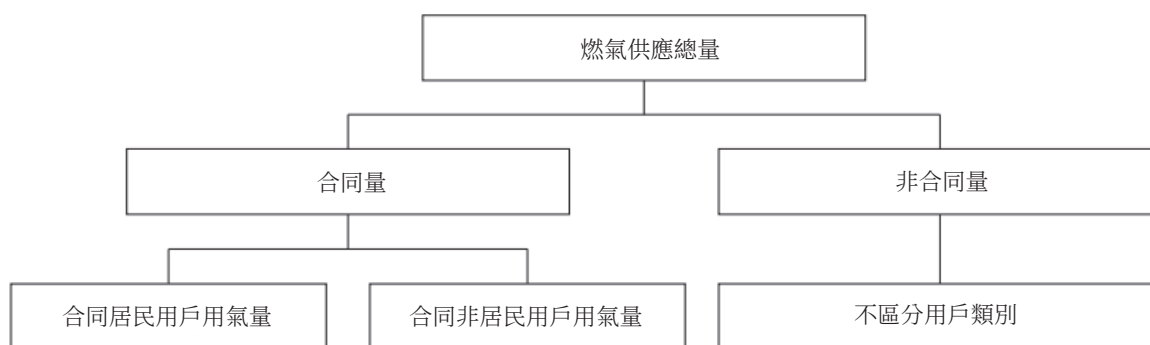 燃氣供應總量
合同量
非合同量
合同居民用戶用氣量
合同非居民用戶用氣量
不區分用戶類別